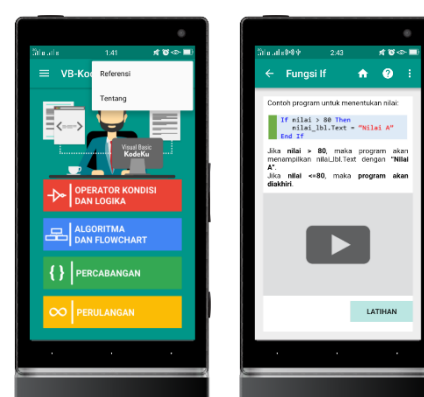 1:41
VB-Kod
Referensi
Tentang
Visual Basic
KodeKu
OPERATOR KONDISI
DAN LOGIKA
ALGORITMA
DAN FLOWCHART
PERCABANGAN
PERULANGAN
2:43
Fungsi If
Contoh program untuk menentukan nilai:
If nilai > 80 Then
nilai_lbl.Text = "Nilai A"
End If
Jika nilai > 80, maka program akan
menampilkan nilai_lbl.Text dengan "Nilai
A".
Jika nilai <=80, maka program akan
diakhiri.
LATIHAN